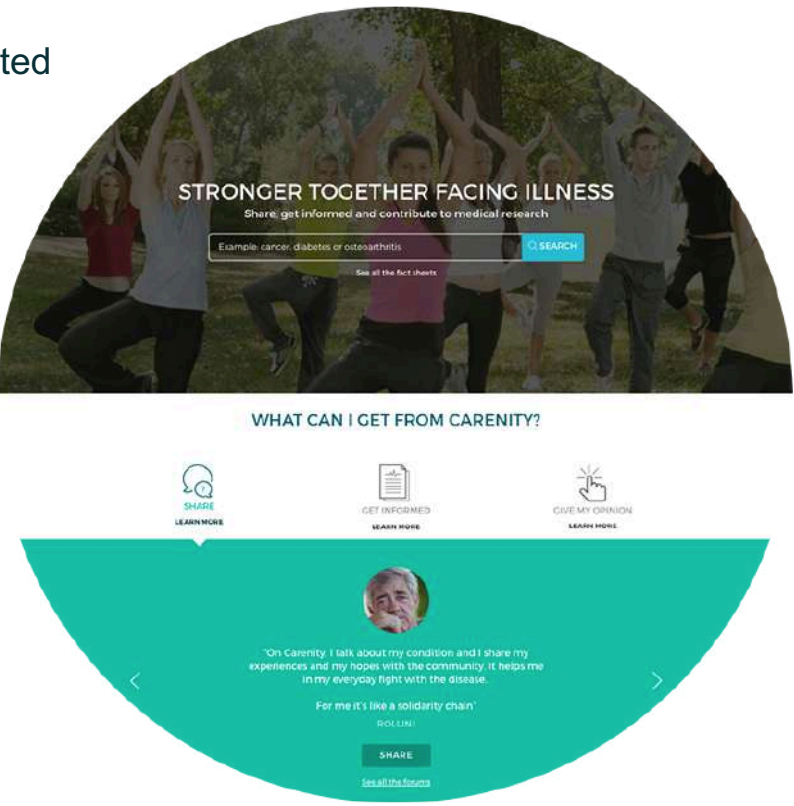 ted
STRONGER TOGETHER FACING ILLNESS
Share, get informed and contribute to medical research
Example: cancer, diabetes or osteoarthritis
SEARCH
See all the fact sheets
WHAT CAN I GET FROM CARENITY?
SHARE
LEARN MORE
GET INFORMED
LEARN MORE
GIVE MY OPINION
LEARN MORE
"On Carenity, I talk about my condition and I share my
experiences and my hopes with the community. It helps me
in my everyday fight with the disease.
For me it's like a solidarity chain"
SHARE
See all the forums